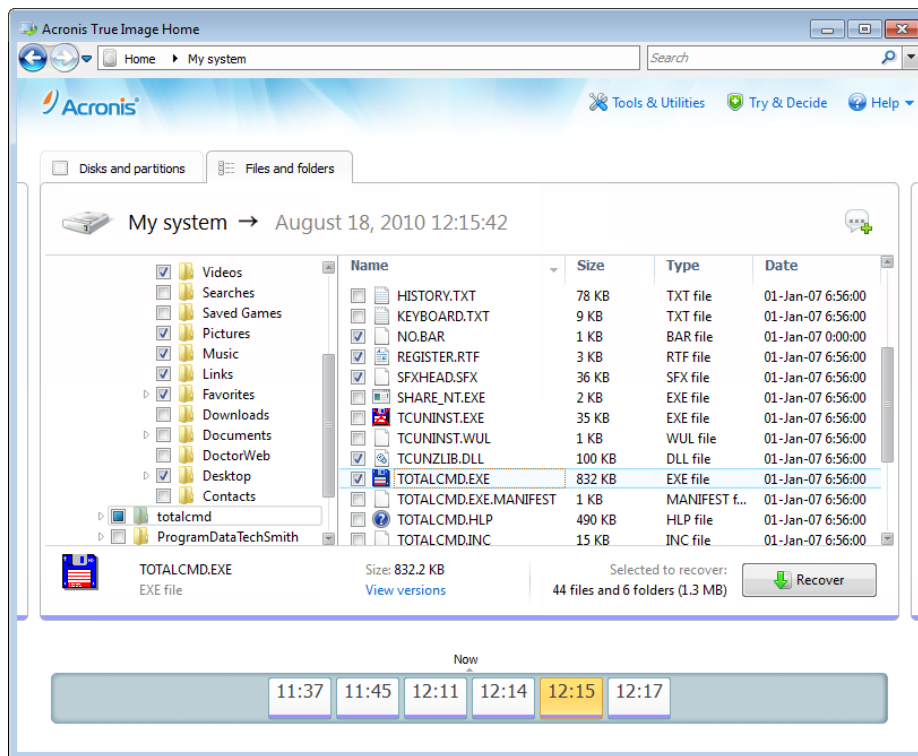 Acronis True Image Home
Home ▸ My system
Search
Acronis
Tools & Utilities
Try & Decide
Help
Disks and partitions
Files and folders
My system → August 18, 2010 12:15:42
Videos
Searches
Saved Games
Pictures
Music
Links
Favorites
Downloads
Documents
DoctorWeb
Desktop
Contacts
totalcmd
ProgramDataTechSmith
Name Size Type Date
HISTORY.TXT 78 KB TXT file 01-Jan-07 6:56:00
KEYBOARD.TXT 9 KB TXT file 01-Jan-07 6:56:00
NO.BAR 1 KB BAR file 01-Jan-07 0:00:00
REGISTER.RTF 3 KB RTF file 01-Jan-07 6:56:00
SFXHEAD.SFX 36 KB SFX file 01-Jan-07 6:56:00
SHARE_NT.EXE 2 KB EXE file 01-Jan-07 6:56:00
TCUNINST.EXE 35 KB EXE file 01-Jan-07 6:56:00
TCUNINST.WUL 1 KB WUL file 01-Jan-07 6:56:00
TCUNZLIB.DLL 100 KB DLL file 01-Jan-07 6:56:00
TOTALCMD.EXE 832 KB EXE file 01-Jan-07 6:56:00
TOTALCMD.EXE.MANIFEST 1 KB MANIFEST f... 01-Jan-07 6:56:00
TOTALCMD.HLP 490 KB HLP file 01-Jan-07 6:56:00
TOTALCMD.INC 15 KB INC file 01-Jan-07 6:56:00
TOTALCMD.EXE
EXE file
Size: 832.2 KB
View versions
Selected to recover:
44 files and 6 folders (1.3 MB)
Recover
Now
11:37 11:45 12:11 12:14 12:15 12:17